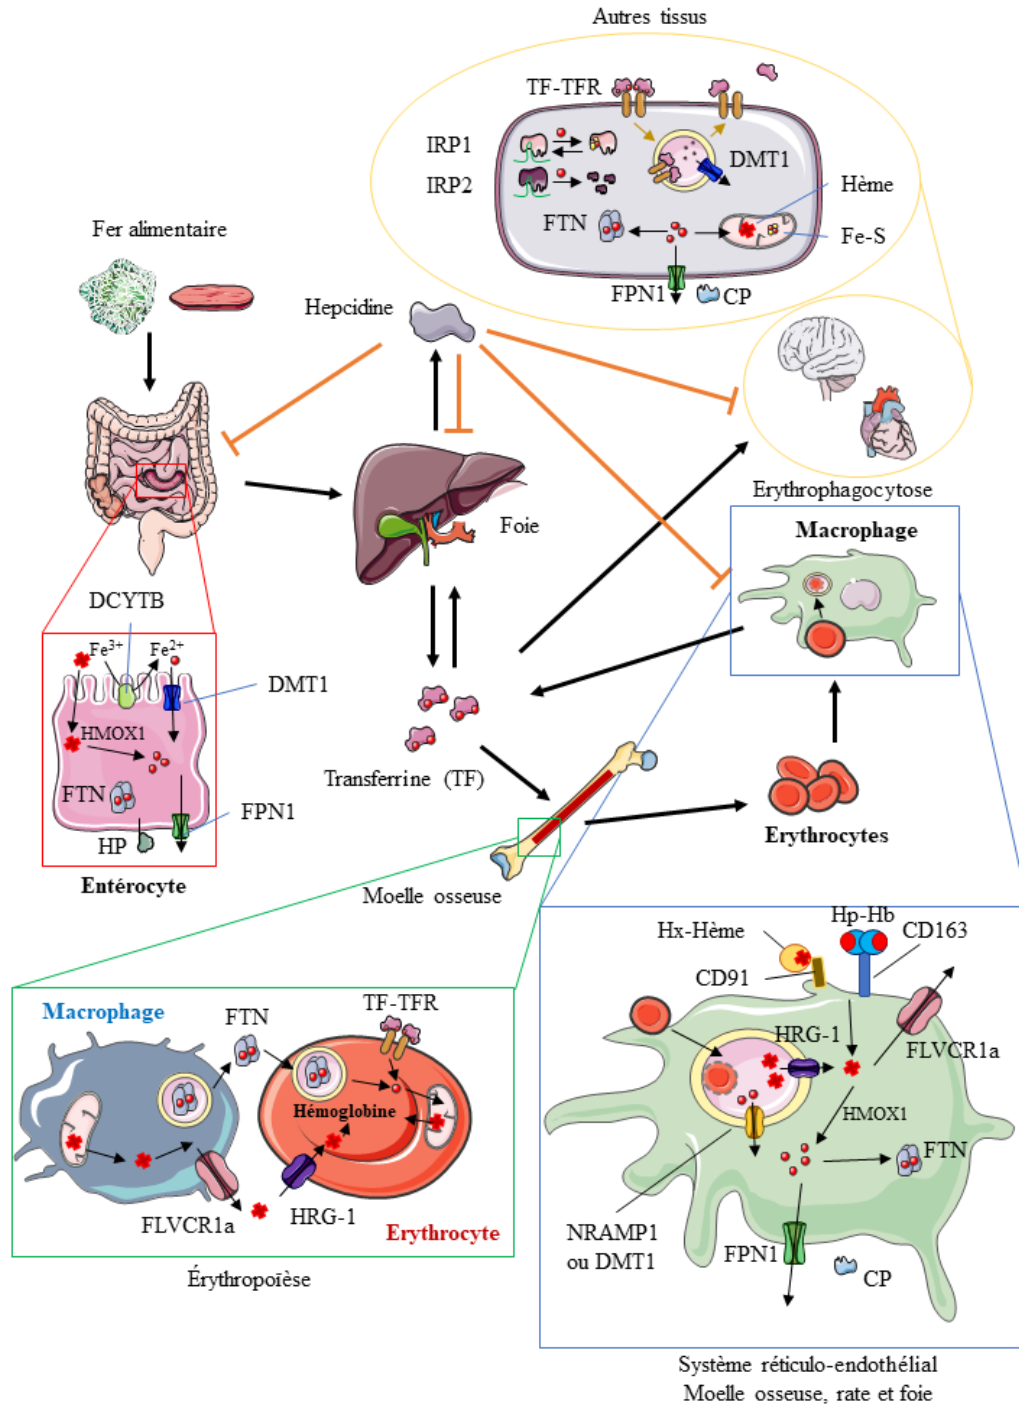 Autres tissus
TF-TFR
IRP1
IRP2
DMT1
Hème
FTN
Fe-S
FPN1
CP
Fer alimentaire
Hepcidine
Foie
Erythrophagocytose
Macrophage
DCYTB
Fe3+
Fe2+
DMT1
HMOX1
FTN
FPN1
HP
Entérocyte
Transferrine (TF)
Moelle osseuse
Erythrocytes
Macrophage
FTN
TF-TFR
Hémoglobine
FLVCR1a
HRG-1
Erythrocyte
Érythropoïèse
Hp-Hb
Hx-Hème
CD163
CD91
HRG-1
FLVCR1a
HMOX1
FTN
NRAMP1
ou DMT1
FPN1
CP
Système réticulo-endothélial
Moelle osseuse, rate et foie